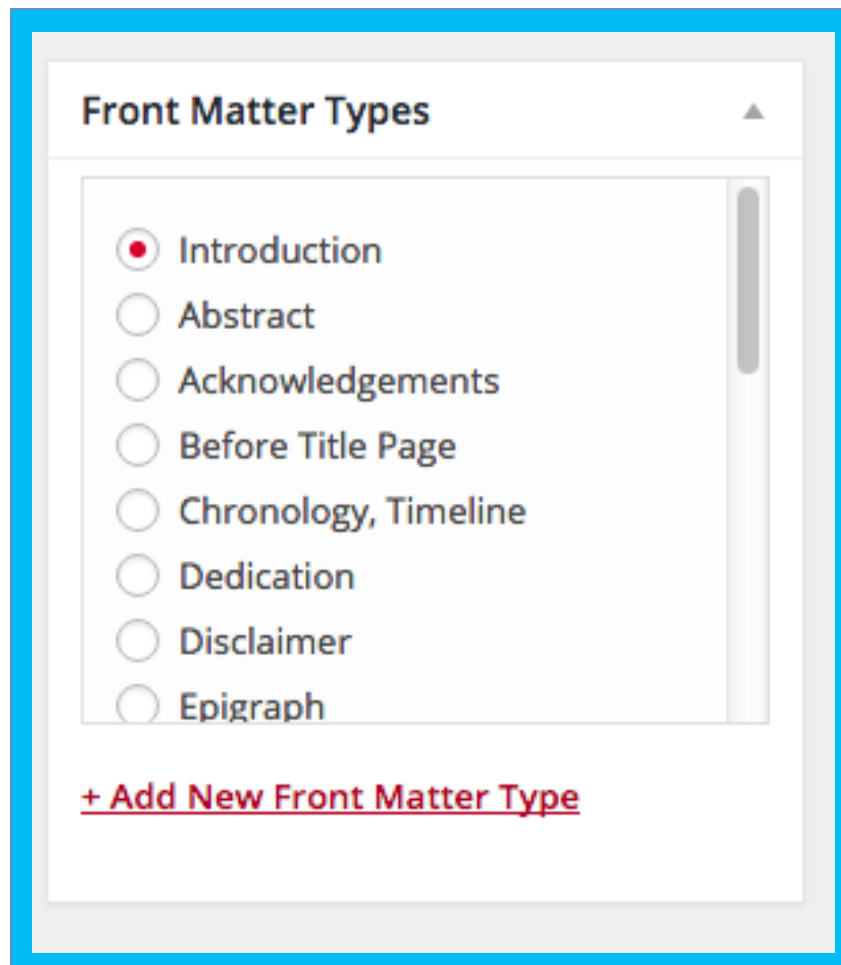 Front Matter Types
Introduction
Abstract
Acknowledgements
Before Title Page
Chronology, Timeline
Dedication
Disclaimer
Epigraph
+ Add New Front Matter Type